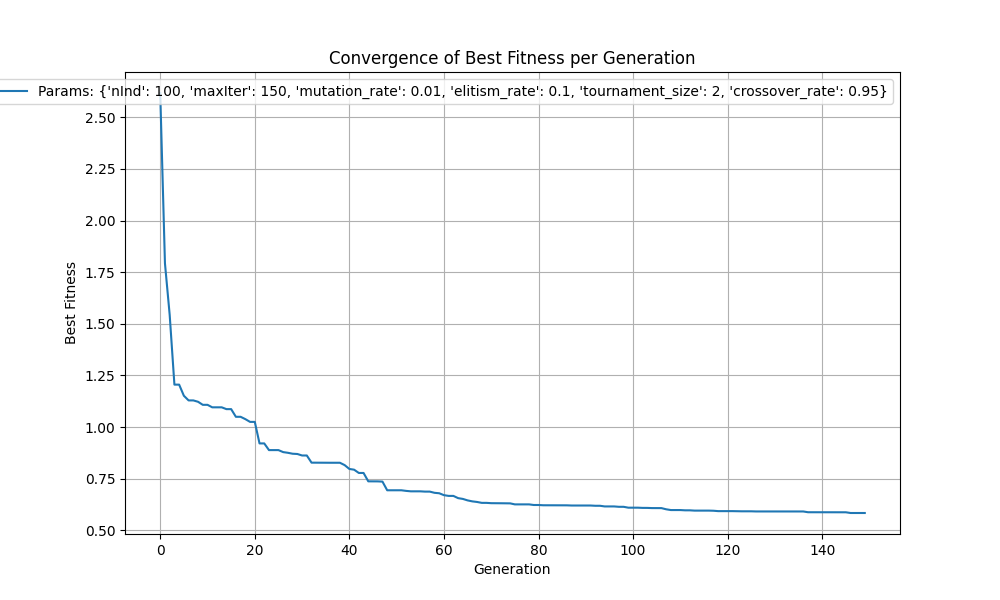 Convergence of Best Fitness per Generation
Params: {'nInd': 100, 'maxIter': 150, 'mutation_rate': 0.01, 'elitism_rate': 0.1, 'tournament_size': 2, 'crossover_rate': 0.95}
2.50
2.25
2.00
1.75
1.50
1.25
1.00
0.75
0.50
Best Fitness
0 20 40 60 80 100 120 140
Generation